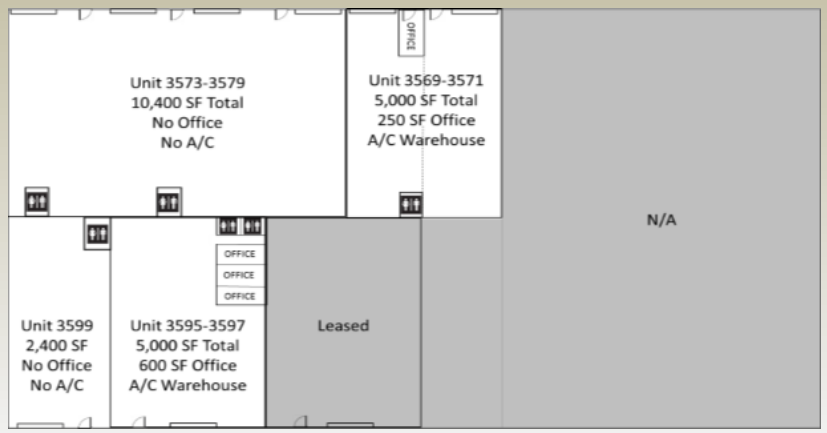 Unit 3573-3579
10,400 SF Total
No Office
No A/C
OFFICE
Unit 3569-3571
5,000 SF Total
250 SF Office
A/C Warehouse
N/A
Unit 3599
2,400 SF
No Office
No A/C
OFFICE
OFFICE
OFFICE
Unit 3595-3597
5,000 SF Total
600 SF Office
A/C Warehouse
Leased